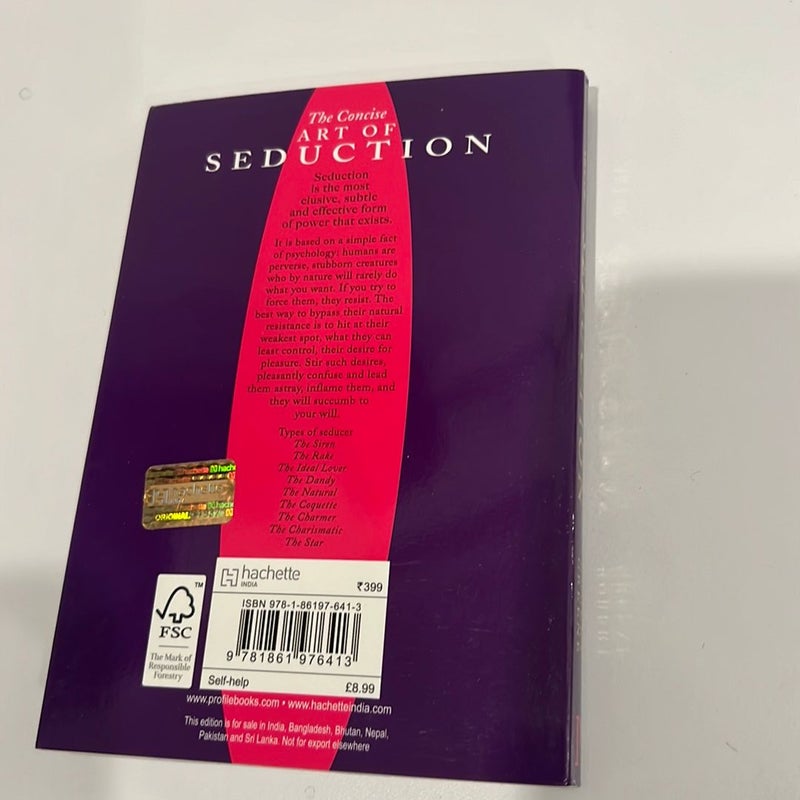 The Concise
ART OF
SEDUCTION
Seduction
is the most
elusive, subtle
and effective form
of power that exists.
It is based on a simple fact
of psychology: humans are
perverse, stubborn creatures
who by nature will rarely do
what you want. If you try to
force them, they resist. The
best way to bypass their natural
resistance is to hit at their
weakest spot, what they can
least control, their desire for
pleasure. Stir such desires,
pleasantly confuse and lead
them astray, inflame them, and
they will succumb to
your will.
Types of seducer
The Siren
The Rake
The Ideal Lover
The Dandy
The Natural
The Coquette
The Charmer
The Charismatic
The Star
hachette
ORIGINAL
hachette
INDIA
₹399
ISBN 978-1-86197-641-3
9 781861 976413
Self-help
£8.99
TM
FSC
The Mark of
Responsible
Forestry
www.profilebooks.com • www.hachetteindia.com
This edition is for sale in India, Bangladesh, Bhutan, Nepal,
Pakistan and Sri Lanka. Not for export elsewhere